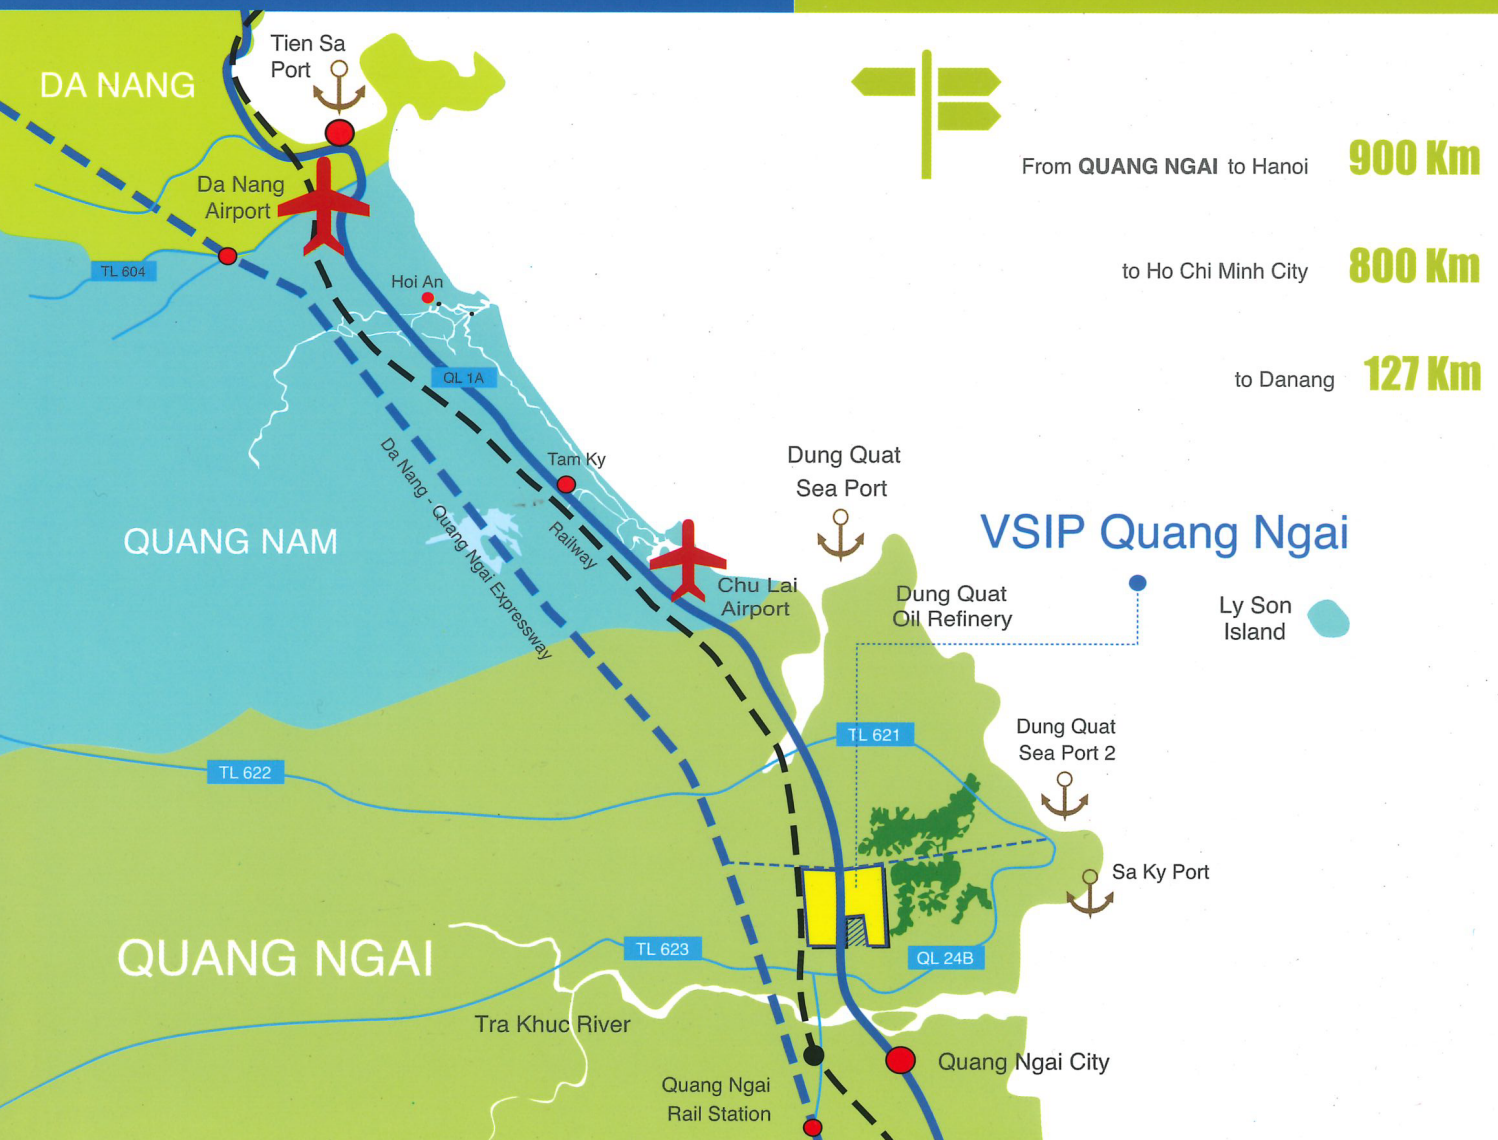 Tien Sa
Port
DA NANG
From QUANG NGAI to Hanoi 900 Km
Da Nang
Airport
TL 604
to Ho Chi Minh City 800 Km
Hoi An
QL 1A
to Danang 127 Km
Da Nang - Quang Ngai Expressway
Tam Ky
Railway
Dung Quat
Sea Port
QUANG NAM
VSIP Quang Ngai
Chu Lai
Airport
Dung Quat
Oil Refinery
Ly Son
Island
TL 621
Dung Quat
Sea Port 2
TL 622
Sa Ky Port
QUANG NGAI
TL 623
QL 24B
Tra Khuc River
Quang Ngai City
Quang Ngai
Rail Station